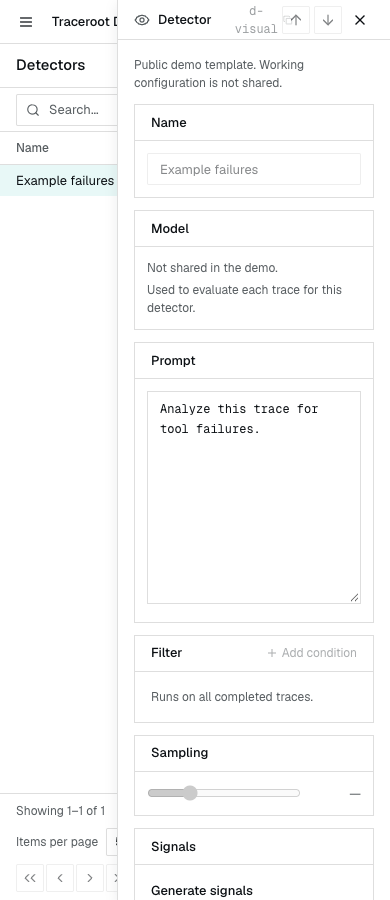 Traceroot D
Detectors
Search...
Name
Example failures
Showing 1–1 of 1
Items per page
Detector
d-
visual
Public demo template. Working
configuration is not shared.
Name
Example failures
Model
Not shared in the demo.
Used to evaluate each trace for this
detector.
Prompt
Analyze this trace for
tool failures.
Filter
+ Add condition
Runs on all completed traces.
Sampling
—
Signals
Generate signals